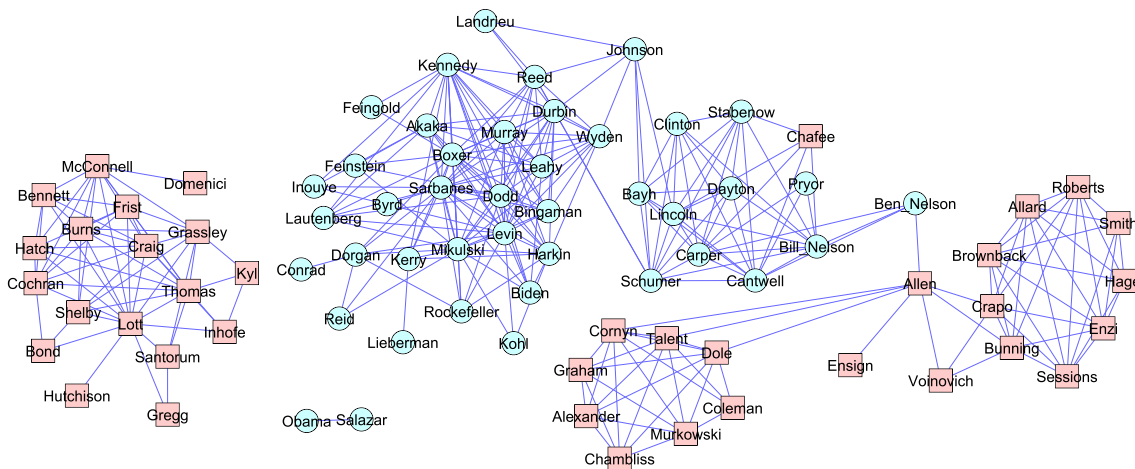 Landrieu
Johnson
Kennedy
Reed
Feingold
Durbin
Akaka
Murray
Wyden
Clinton
Stabenow
Chafee
Boxer
Leahy
Feinstein
McConnell
Domenici
Inouye
Sarbanes
Dodd
Bayh
Dayton
Pryor
Roberts
Bennett
Frist
Byrd
Bingaman
Lincoln
Ben_Nelson
Allard
Smith
Lautenberg
Burns
Grassley
Levin
Craig
Hatch
Mikulski
Harkin
Carper
Bill_Nelson
Brownback
Dorgan
Kerry
Conrad
Kyl
Cochran
Thomas
Schumer
Cantwell
Allen
Hage
Biden
Crapo
Shelby
Rockefeller
Lott
Reid
Inhofe
Enzi
Cornyn
Talent
Lieberman
Kohl
Bond
Santorum
Dole
Bunning
Graham
Ensign
Voinovich
Sessions
Hutchison
Coleman
Gregg
Alexander
Obama
Salazar
Murkowski
Chambliss